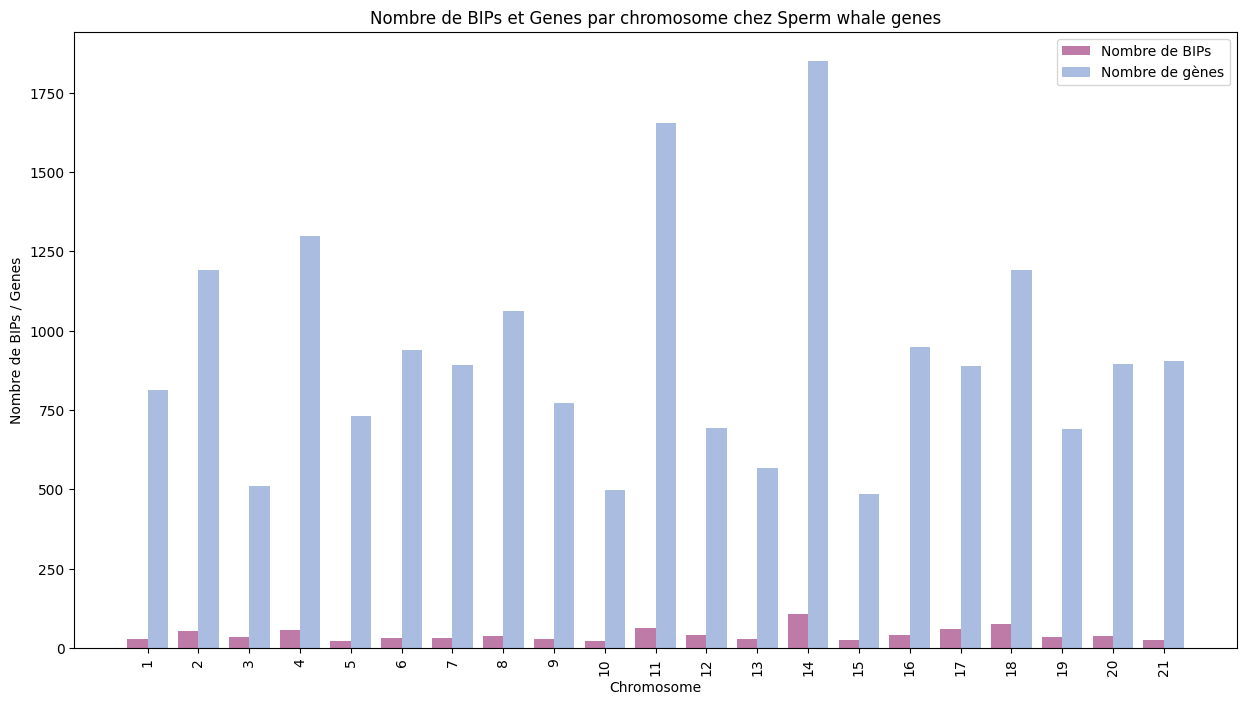 Nombre de BIPs et Genes par chromosome chez Sperm whale genes
Nombre de BIPs
Nombre de gènes
Nombre de BIPs / Genes
1750
1500
1250
1000
750
500
250
0
1 2 3 4 5 6 7 8 9 10 11 12 13 14 15 16 17 18 19 20 21
Chromosome